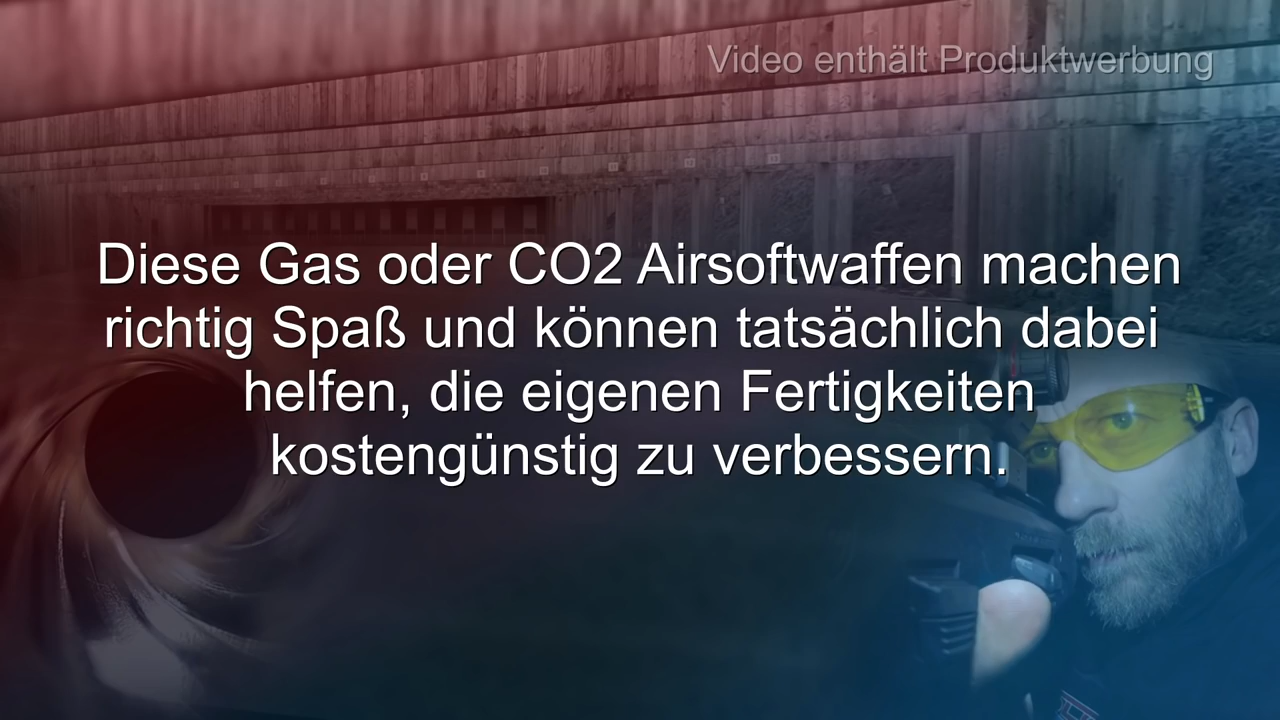 Video enthält Produktwerbung
Diese Gas oder CO2 Airsoftwaffen machen
richtig Spaß und können tatsächlich dabei
helfen, die eigenen Fertigkeiten
kostengünstig zu verbessern.